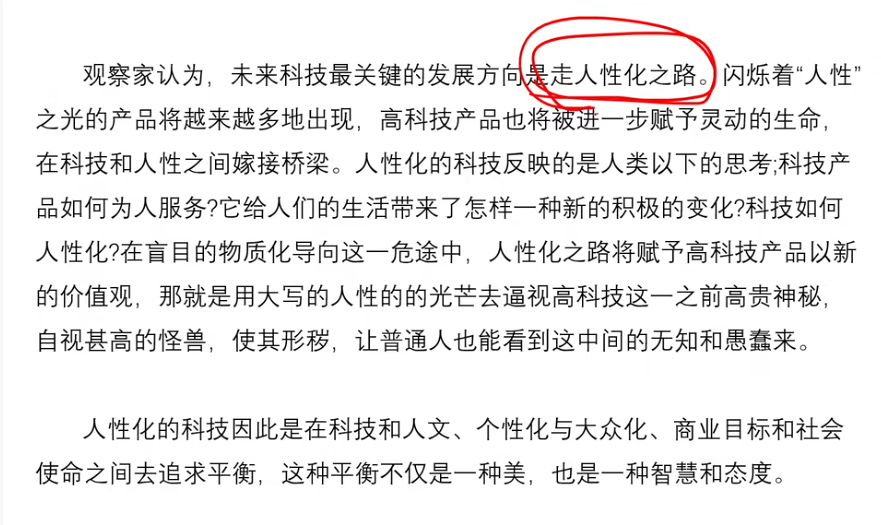 观察家认为，未来科技最关键的发展方向是走人性化之路。闪烁着“人性”
之光的产品将越来越多地出现，高科技产品也将被进一步赋予灵动的生命，
在科技和人性之间嫁接桥梁。人性化的科技反映的是人类以下的思考;科技产
品如何为人服务?它给人们的生活带来了怎样一种新的积极的变化?科技如何
人性化?在盲目的物质化导向这一危途中，人性化之路将赋予高科技产品以新
的价值观，那就是用大写的人性的的光芒去逼视高科技这一之前高贵神秘，
自视甚高的怪兽，使其形秽，让普通人也能看到这中间的无知和愚蠢来。
人性化的科技因此是在科技和人文、个性化与大众化、商业目标和社会
使命之间去追求平衡，这种平衡不仅是一种美，也是一种智慧和态度。